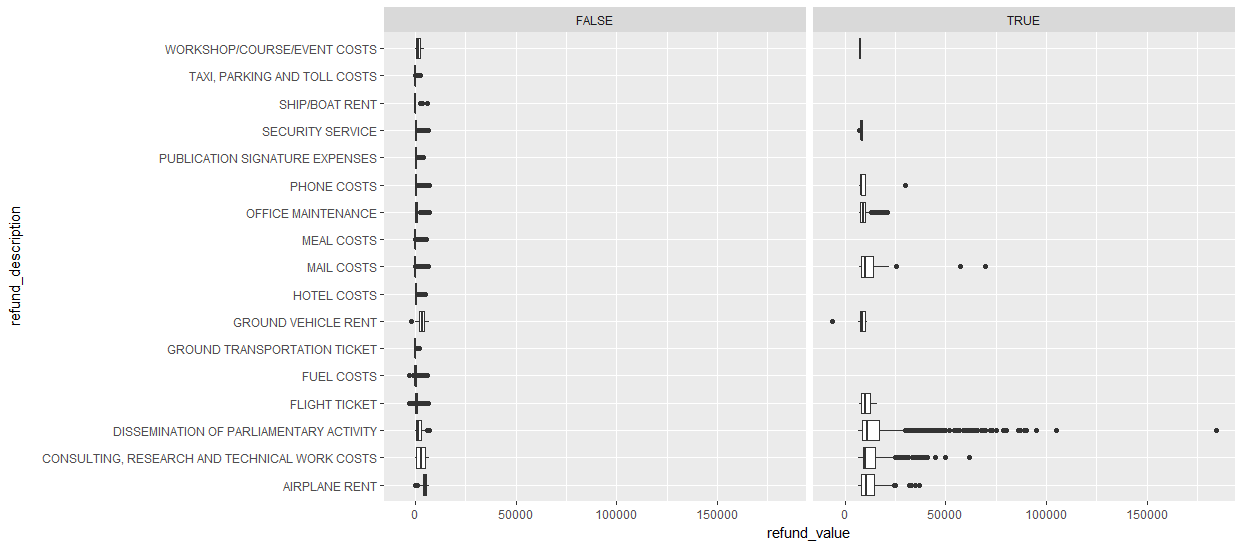 FALSE
TRUE
refund_description
WORKSHOP/COURSE/EVENT COSTS
TAXI, PARKING AND TOLL COSTS
SHIP/BOAT RENT
SECURITY SERVICE
PUBLICATION SIGNATURE EXPENSES
PHONE COSTS
OFFICE MAINTENANCE
MEAL COSTS
MAIL COSTS
HOTEL COSTS
GROUND VEHICLE RENT
GROUND TRANSPORTATION TICKET
FUEL COSTS
FLIGHT TICKET
DISSEMINATION OF PARLIAMENTARY ACTIVITY
CONSULTING, RESEARCH AND TECHNICAL WORK COSTS
AIRPLANE RENT
0 50000 100000 150000
0 50000 100000 150000
refund_value